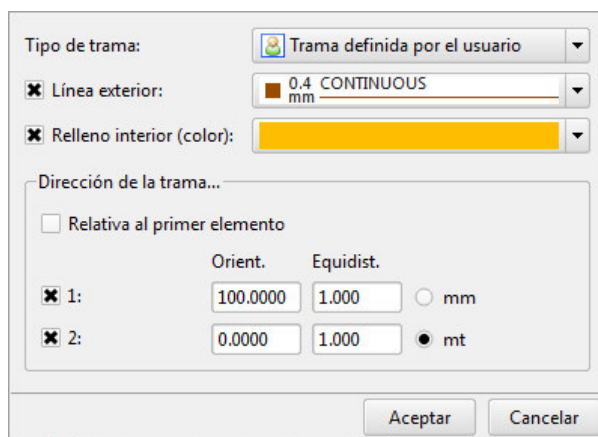 Tipo de trama: Trama definida por el usuario
Línea exterior: 0.4 mm CONTINUOUS
Relleno interior (color):
Dirección de la trama...
Relativa al primer elemento
Orient. Equidist.
1: 100.0000 1.000 mm
2: 0.0000 1.000 mt
Aceptar Cancelar